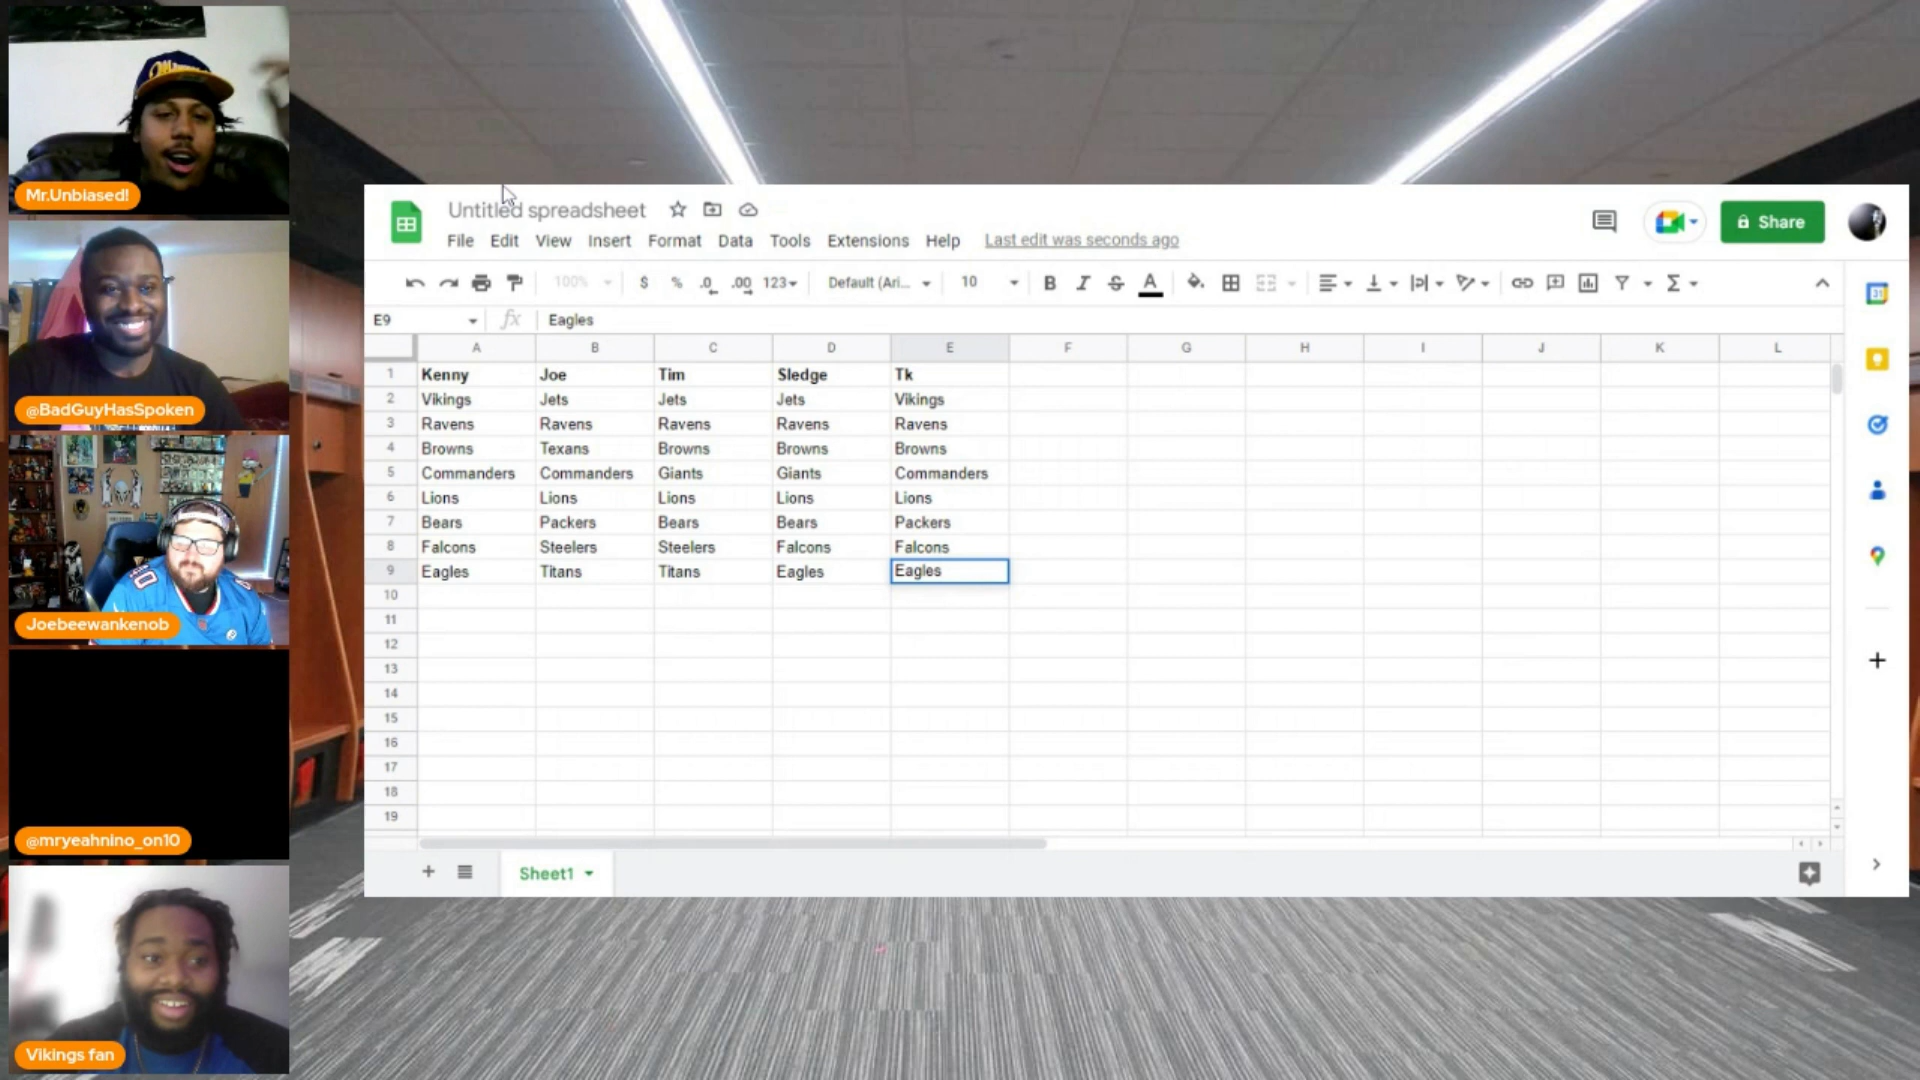 Mr.Unbiased!
@BadGuyHasSpoken
Joebeewankenob
@mryeahnino_on10
Vikings fan
Untitled spreadsheet
Share
File Edit View Insert Format Data Tools Extensions Help Last edit was seconds ago
100% $ % .0 .00 123 Default (Ari... 10 B I S A
E9 fx Eagles
A B C D E F G H I J K L
1 Kenny Joe Tim Sledge Tk
2 Vikings Jets Jets Jets Vikings
3 Ravens Ravens Ravens Ravens Ravens
4 Browns Texans Browns Browns Browns
5 Commanders Commanders Giants Giants Commanders
6 Lions Lions Lions Lions Lions
7 Bears Packers Bears Bears Packers
8 Falcons Steelers Steelers Falcons Falcons
9 Eagles Titans Titans Eagles Eagles
10
11
12
13
14
15
16
17
18
19
Sheet1
31